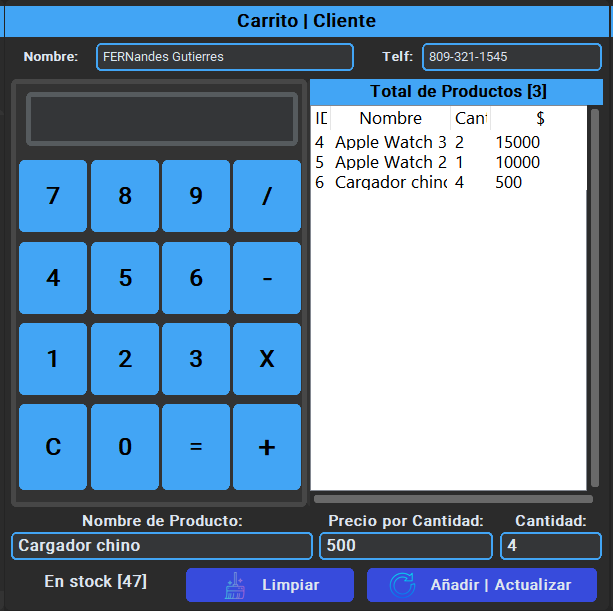 Carrito | Cliente
Nombre: FERNandes Gutierres Telf: 809-321-1545
Total de Productos [3]
ID Nombre Cant $
4 Apple Watch 3 2 15000
5 Apple Watch 2 1 10000
6 Cargador chino 4 500
7 8 9 /
4 5 6 -
1 2 3 X
C 0 = +
Nombre de Producto: Precio por Cantidad: Cantidad:
Cargador chino 500 4
En stock [47] Limpiar Añadir | Actualizar